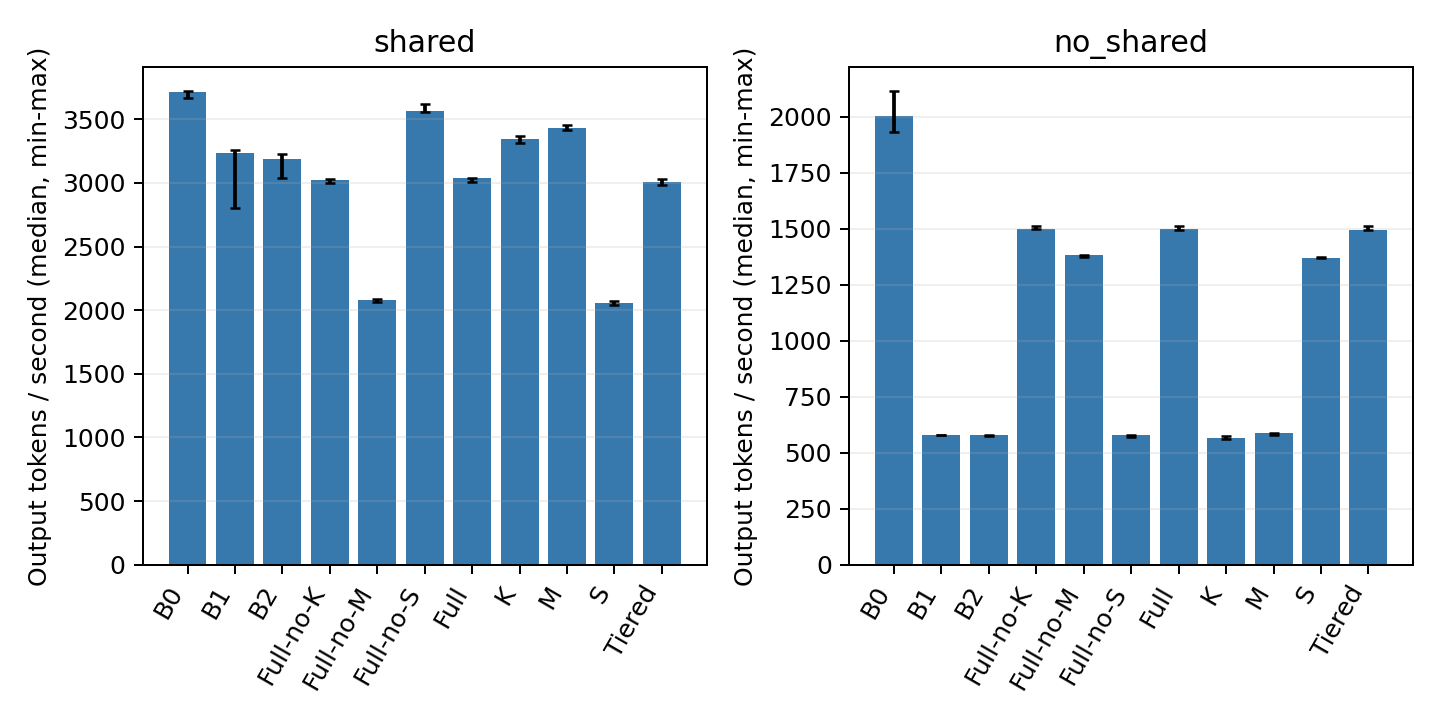 shared
Output tokens / second (median, min-max)
3500
3000
2500
2000
1500
1000
500
0
B0
B1
B2
Full-no-K
Full-no-M
Full-no-S
Full
K
M
S
Tiered
no_shared
Output tokens / second (median, min-max)
2000
1750
1500
1250
1000
750
500
250
0
B0
B1
B2
Full-no-K
Full-no-M
Full-no-S
Full
K
M
S
Tiered